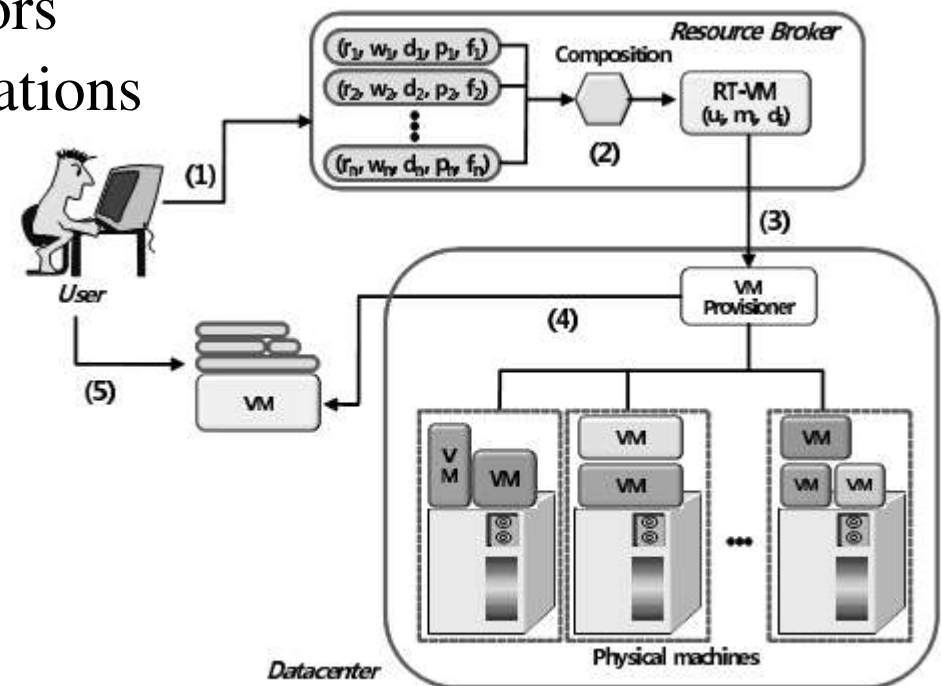 ors
ations
Resource Broker
(r₁, w₁, d₁, p₁, f₁)
(r₂, w₂, d₂, p₂, f₂)
(rₙ, wₙ, dₙ, pₙ, fₙ)
Composition
(2)
RT-VM
(uᵢ, mᵢ, dᵢ)
(1)
(3)
User
VM
Provisioner
(4)
(5)
VM
V
M
VM
VM
VM
VM
VM
VM
Physical machines
Datacenter